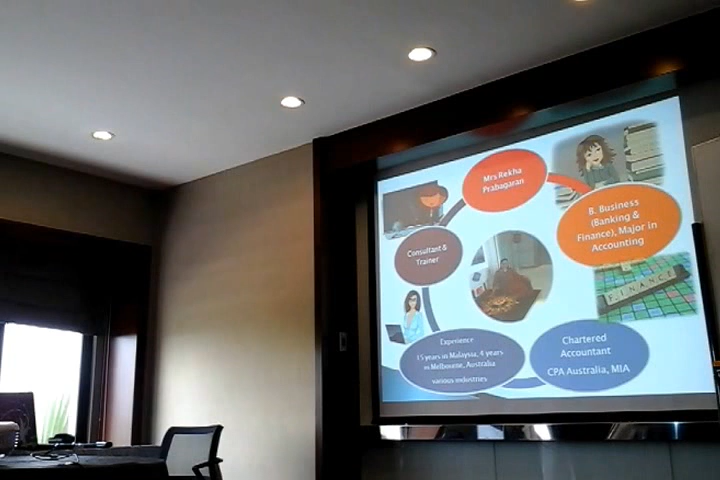 Mrs Rekha
Prabagaran
B. Business
(Banking &
Finance), Major in
Accounting
FINANCE
Chartered
Accountant
CPA Australia, MIA
Experience
15 years in Malaysia, 4 years
in Melbourne, Australia
various industries
Consultant &
Trainer